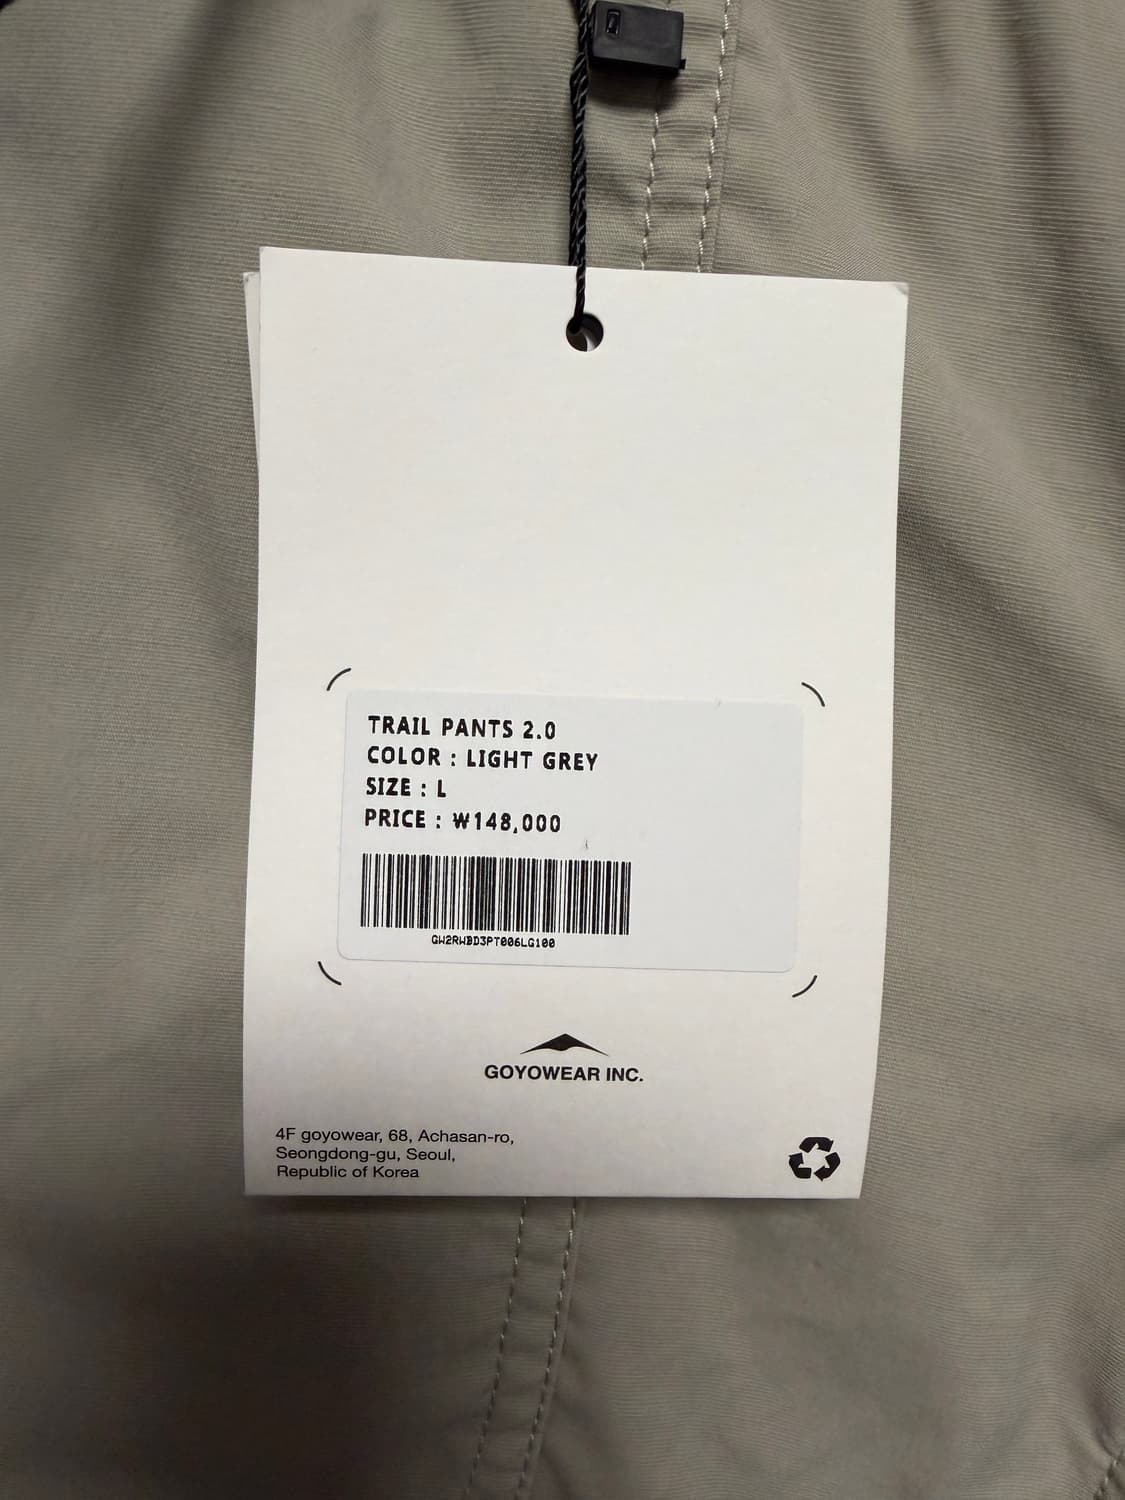 TRAIL PANTS 2.0
COLOR : LIGHT GREY
SIZE : L
PRICE : ₩148,000
GW2RWBD3PT006LG100
GOYOWEAR INC.
4F goyowear, 68, Achasan-ro,
Seongdong-gu, Seoul,
Republic of Korea